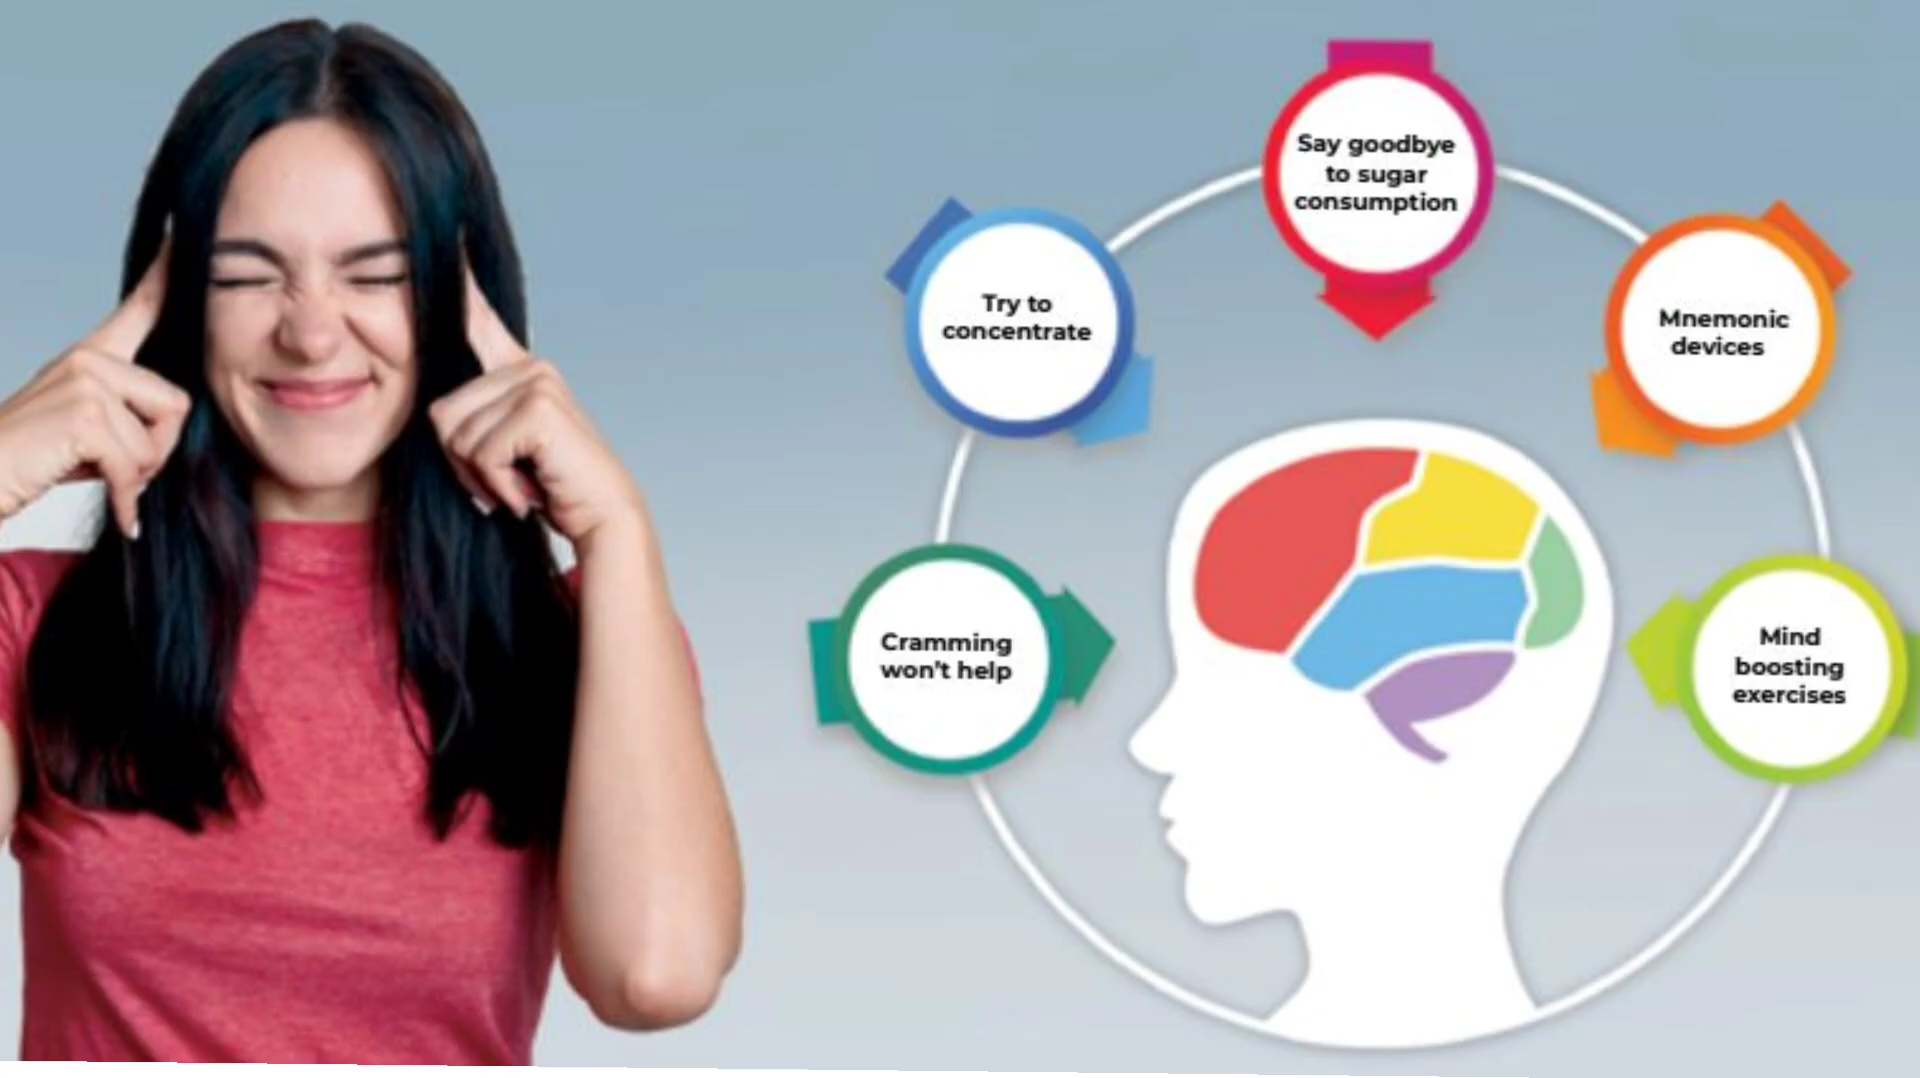 Say goodbye
to sugar
consumption
Try to
concentrate
Mnemonic
devices
Cramming
won't help
Mind
boosting
exercises